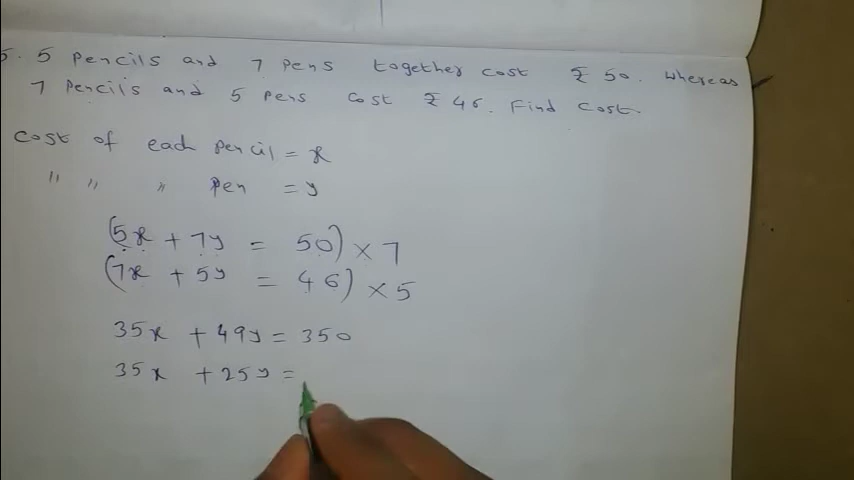 5. 5 Pencils and 7 Pens together cost ₹ 50. Whereas
7 Pencils and 5 Pens cost ₹ 46. Find Cost.
Cost of each pencil = x
" " " Pen = y
(5x + 7y = 50) × 7
(7x + 5y = 46) × 5
35x + 49y = 350
35x + 25y =